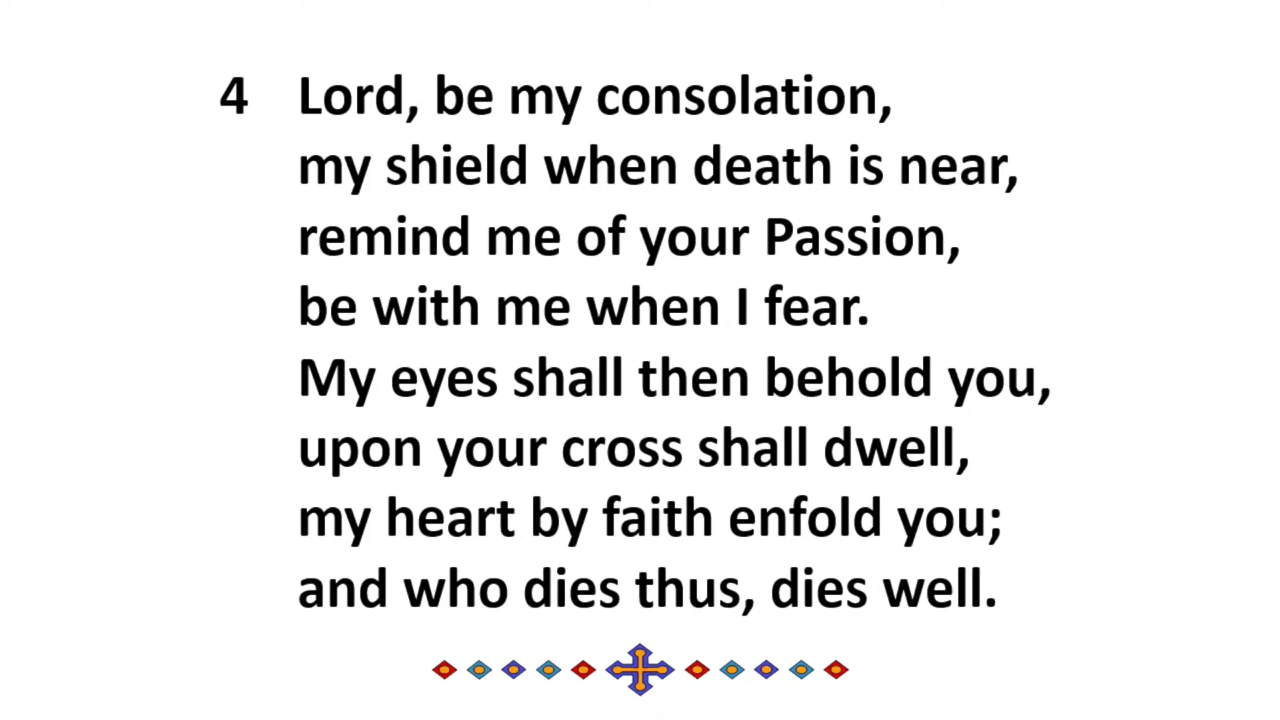 4 Lord, be my consolation,
my shield when death is near,
remind me of your Passion,
be with me when I fear.
My eyes shall then behold you,
upon your cross shall dwell,
my heart by faith enfold you;
and who dies thus, dies well.